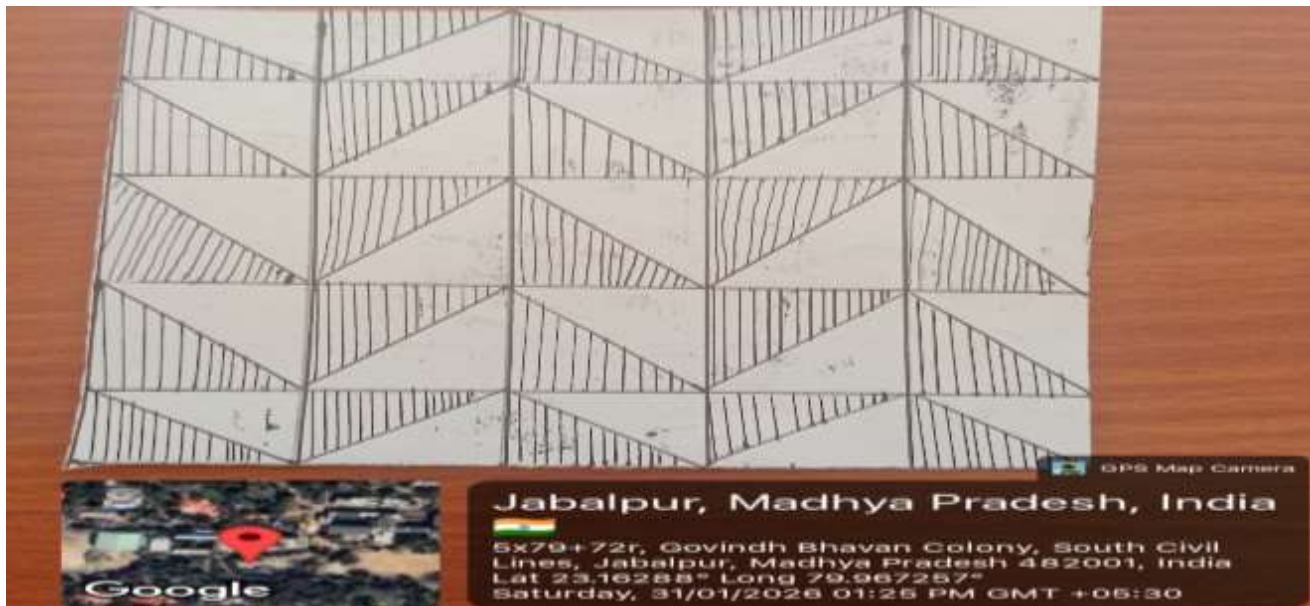 GPS Map Camera
Jabalpur, Madhya Pradesh, India
5x79+72r, Govindh Bhavan Colony, South Civil
Lines, Jabalpur, Madhya Pradesh 482001, India
Lat 23.16288° Long 79.967257°
Saturday, 31/01/2026 01:25 PM GMT +05:30
Google